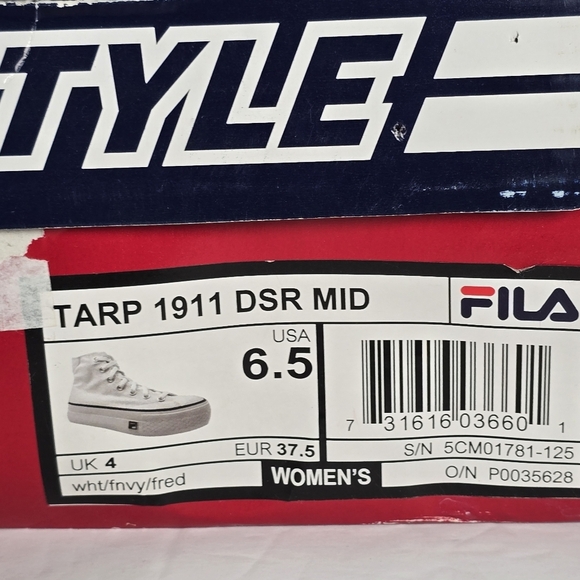 STYLE
TARP 1911 DSR MID
FILA
USA
6.5
7 31616 03660 1
UK 4
EUR 37.5
S/N 5CM01781-125
wht/fnvy/fred
WOMEN'S
O/N P0035628